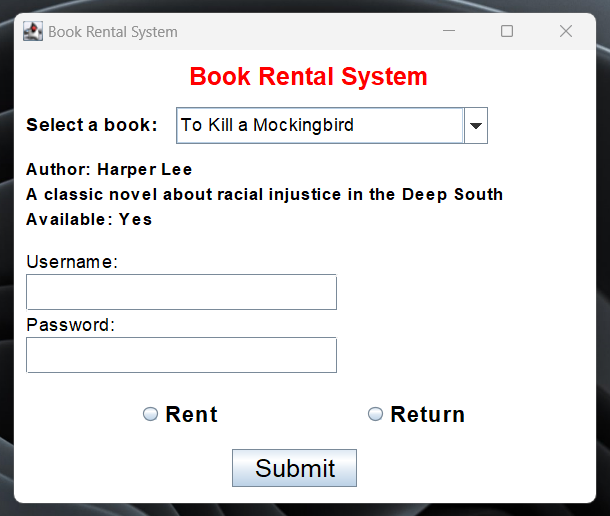 Book Rental System
Book Rental System
Select a book: To Kill a Mockingbird
Author: Harper Lee
A classic novel about racial injustice in the Deep South
Available: Yes
Username:
Password:
Rent Return
Submit